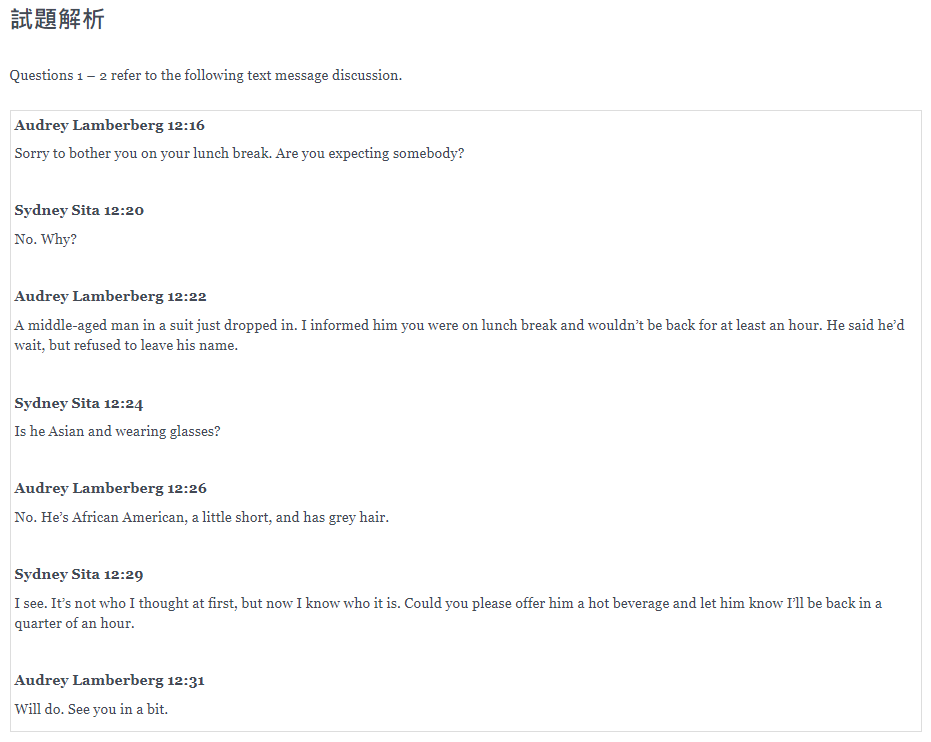 試題解析
Questions 1 – 2 refer to the following text message discussion.
Audrey Lamberberg 12:16
Sorry to bother you on your lunch break. Are you expecting somebody?
Sydney Sita 12:20
No. Why?
Audrey Lamberberg 12:22
A middle-aged man in a suit just dropped in. I informed him you were on lunch break and wouldn’t be back for at least an hour. He said he’d
wait, but refused to leave his name.
Sydney Sita 12:24
Is he Asian and wearing glasses?
Audrey Lamberberg 12:26
No. He’s African American, a little short, and has grey hair.
Sydney Sita 12:29
I see. It’s not who I thought at first, but now I know who it is. Could you please offer him a hot beverage and let him know I’ll be back in a
quarter of an hour.
Audrey Lamberberg 12:31
Will do. See you in a bit.